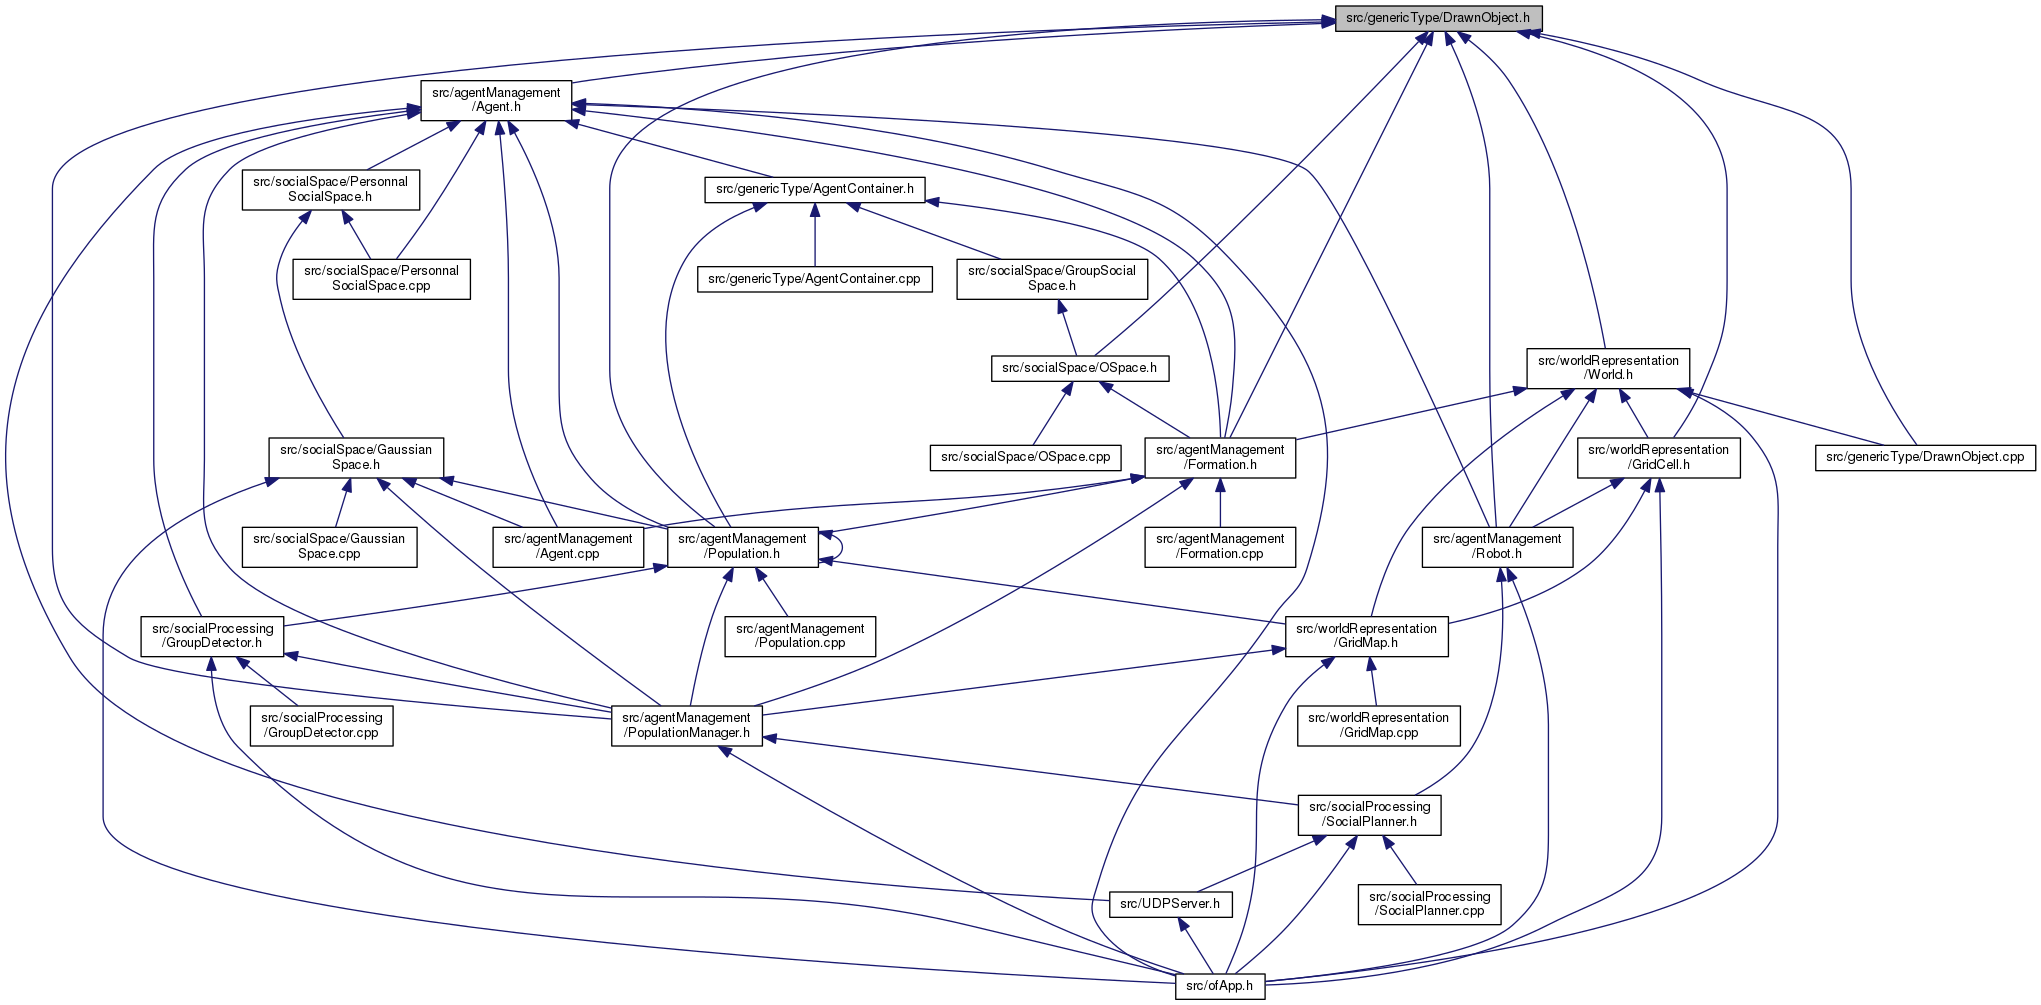 src/genericType/DrawnObject.h
src/agentManagement
/Agent.h
src/socialSpace/Personnal
SocialSpace.h
src/genericType/AgentContainer.h
src/socialSpace/Personnal
SocialSpace.cpp
src/genericType/AgentContainer.cpp
src/socialSpace/GroupSocial
Space.h
src/socialSpace/OSpace.h
src/worldRepresentation
/World.h
src/socialSpace/Gaussian
Space.h
src/socialSpace/OSpace.cpp
src/agentManagement
/Formation.h
src/worldRepresentation
/GridCell.h
src/genericType/DrawnObject.cpp
src/socialSpace/Gaussian
Space.cpp
src/agentManagement
/Agent.cpp
src/agentManagement
/Population.h
src/agentManagement
/Formation.cpp
src/agentManagement
/Robot.h
src/socialProcessing
/GroupDetector.h
src/agentManagement
/Population.cpp
src/worldRepresentation
/GridMap.h
src/socialProcessing
/GroupDetector.cpp
src/agentManagement
/PopulationManager.h
src/worldRepresentation
/GridMap.cpp
src/socialProcessing
/SocialPlanner.h
src/UDPServer.h
src/socialProcessing
/SocialPlanner.cpp
src/ofApp.h